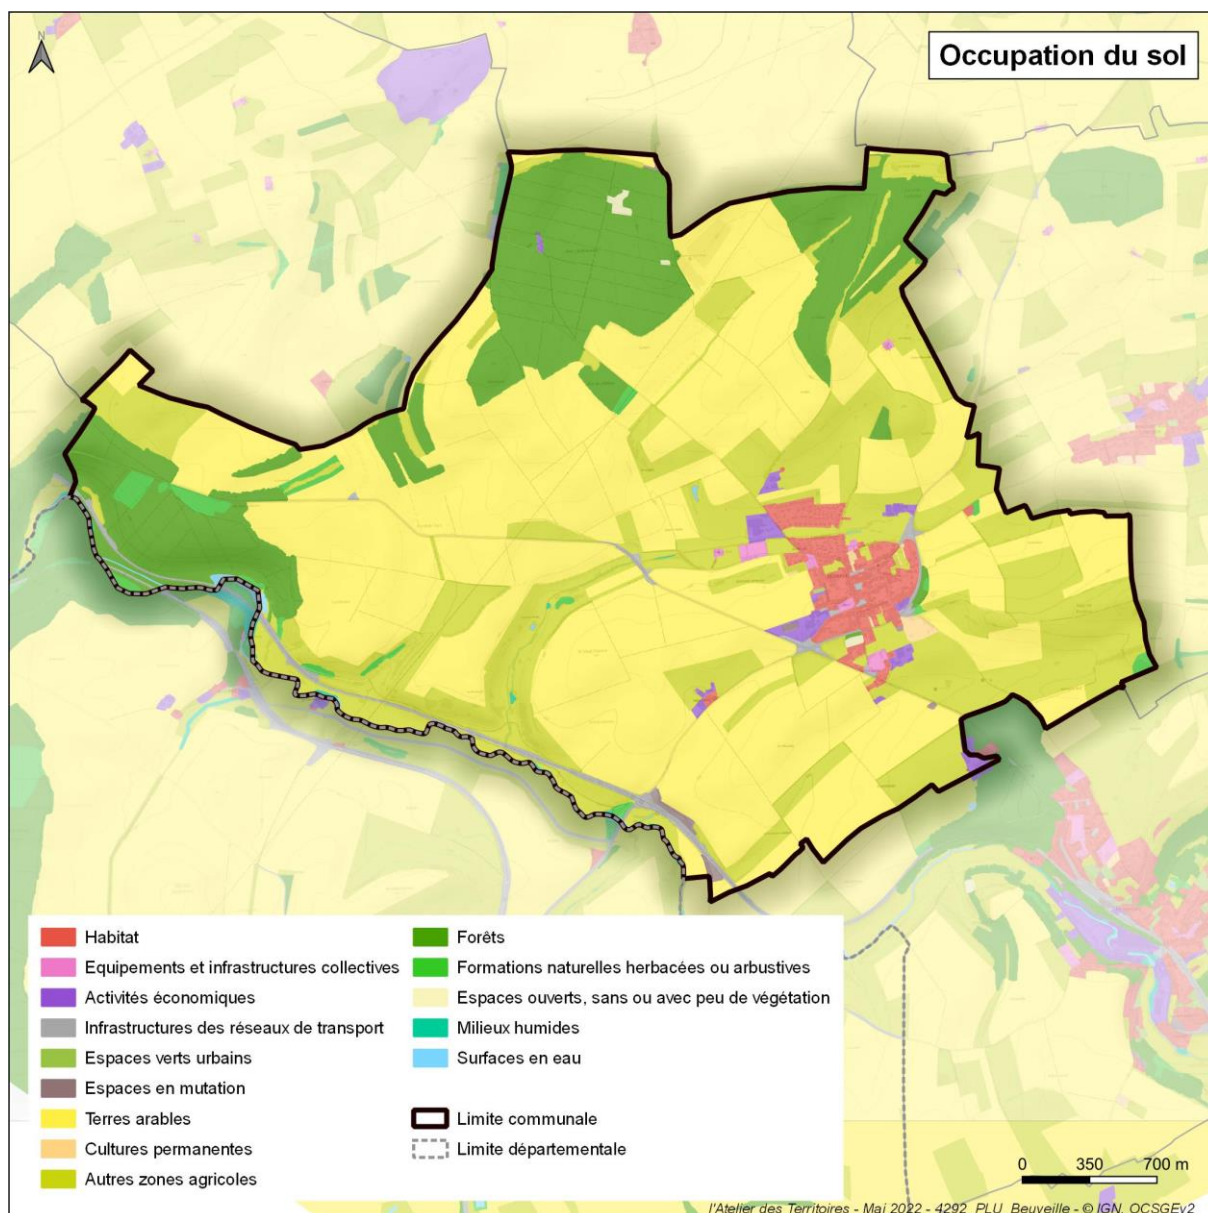 N
Occupation du sol
Habitat
Equipements et infrastructures collectives
Activités économiques
Infrastructures des réseaux de transport
Espaces verts urbains
Espaces en mutation
Terres arables
Cultures permanentes
Autres zones agricoles
Forêts
Formations naturelles herbacées ou arbustives
Espaces ouverts, sans ou avec peu de végétation
Milieux humides
Surfaces en eau
Limite communale
Limite départementale
0 350 700 m
l'Atelier des Territoires - Mai 2022 - 4292_PLU_Beuveille - © IGN, OCSGEv2